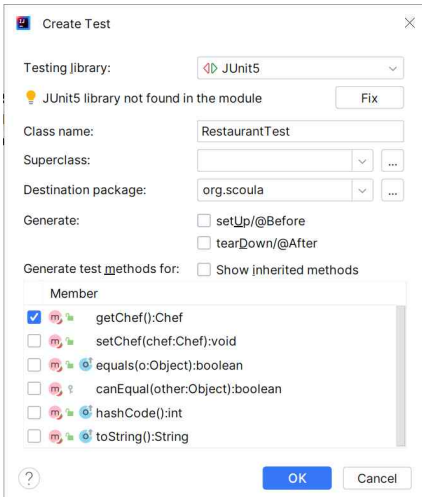 Create Test
Testing library: JUnit5
JUnit5 library not found in the module Fix
Class name: RestaurantTest
Superclass: ...
Destination package: org.scoula ...
Generate: setUp/@Before
tearDown/@After
Generate test methods for: Show inherited methods
Member
getChef():Chef
setChef(chef:Chef):void
equals(o:Object):boolean
canEqual(other:Object):boolean
hashCode():int
toString():String
? OK Cancel